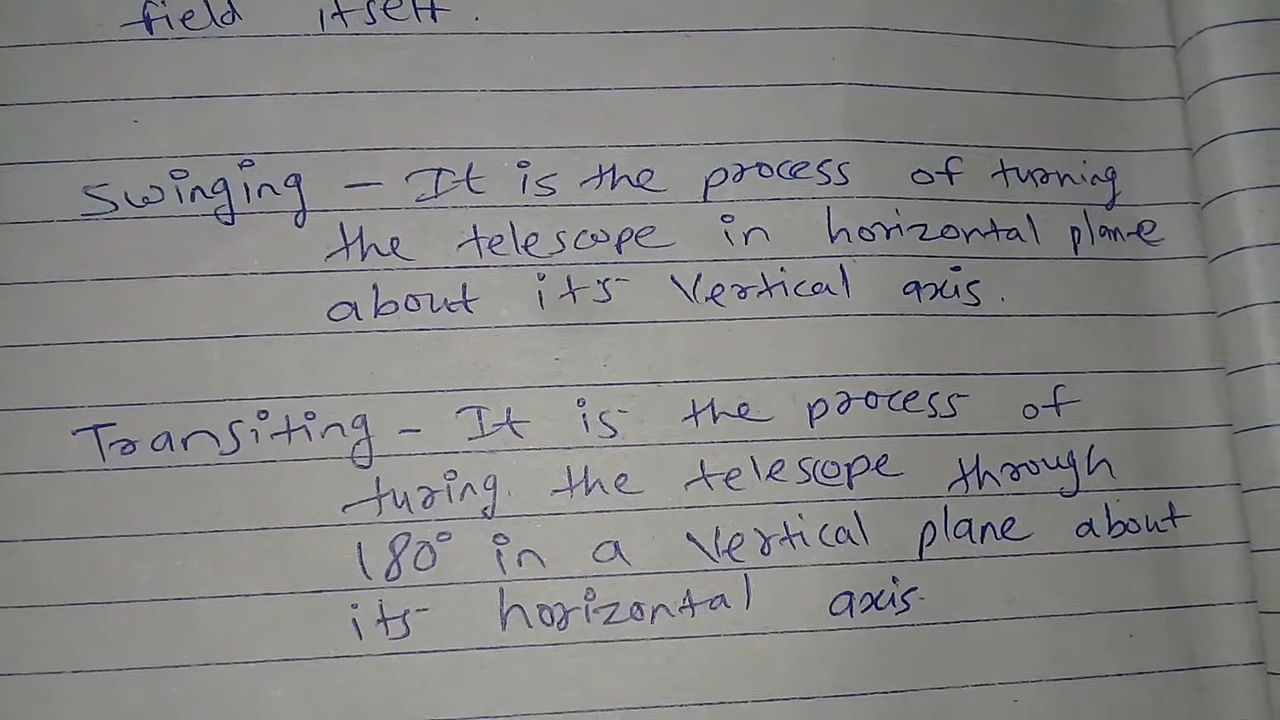 field itself.
Swinging - It is the process of turning
the telescope in horizontal plane
about its Vertical axis.
Transiting - It is the process of
turing. the telescope through
180° in a Vertical plane about
its horizontal axis.